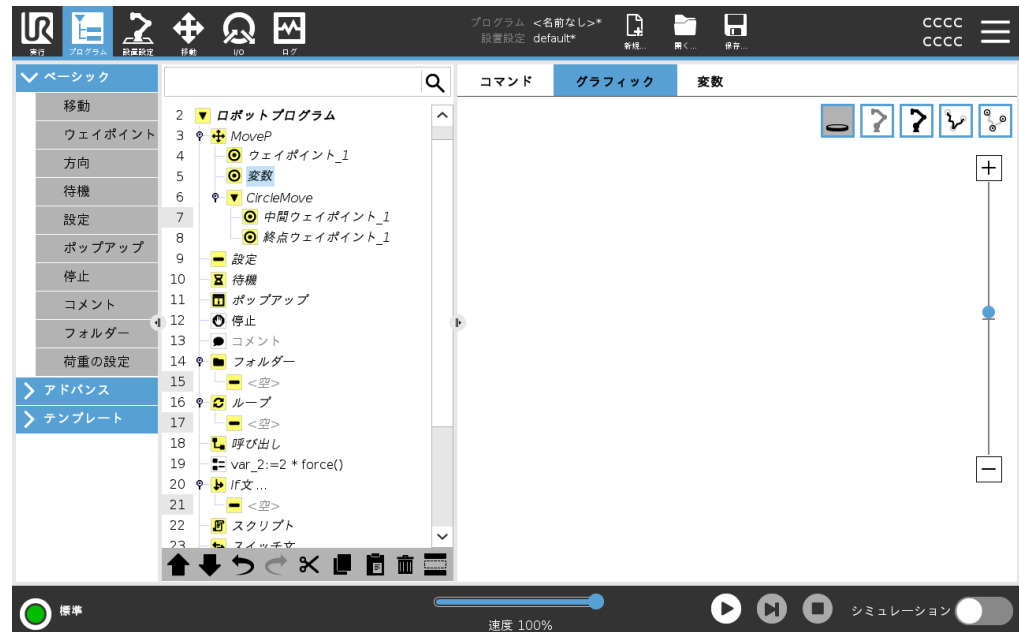 UR
プログラム <名前なし>*
設置設定 default*
cccc
cccc
実行 プログラム 設置設定 移動 I/O ログ 新規... 開く... 保存...
ベーシック
移動
ウェイポイント
方向
待機
設定
ポップアップ
停止
コメント
フォルダー
荷重の設定
アドバンス
テンプレート
2 ロボットプログラム
3 MoveP
4 ウェイポイント_1
5 変数
6 CircleMove
7 中間ウェイポイント_1
8 終点ウェイポイント_1
9 設定
10 待機
11 ポップアップ
12 停止
13 コメント
14 フォルダー
15 <空>
16 ループ
17 <空>
18 呼び出し
19 var_2:=2 * force()
20 If文 ...
21 <空>
22 スクリプト
23 スイッチ文
コマンド グラフィック 変数
標準
速度 100%
シミュレーション